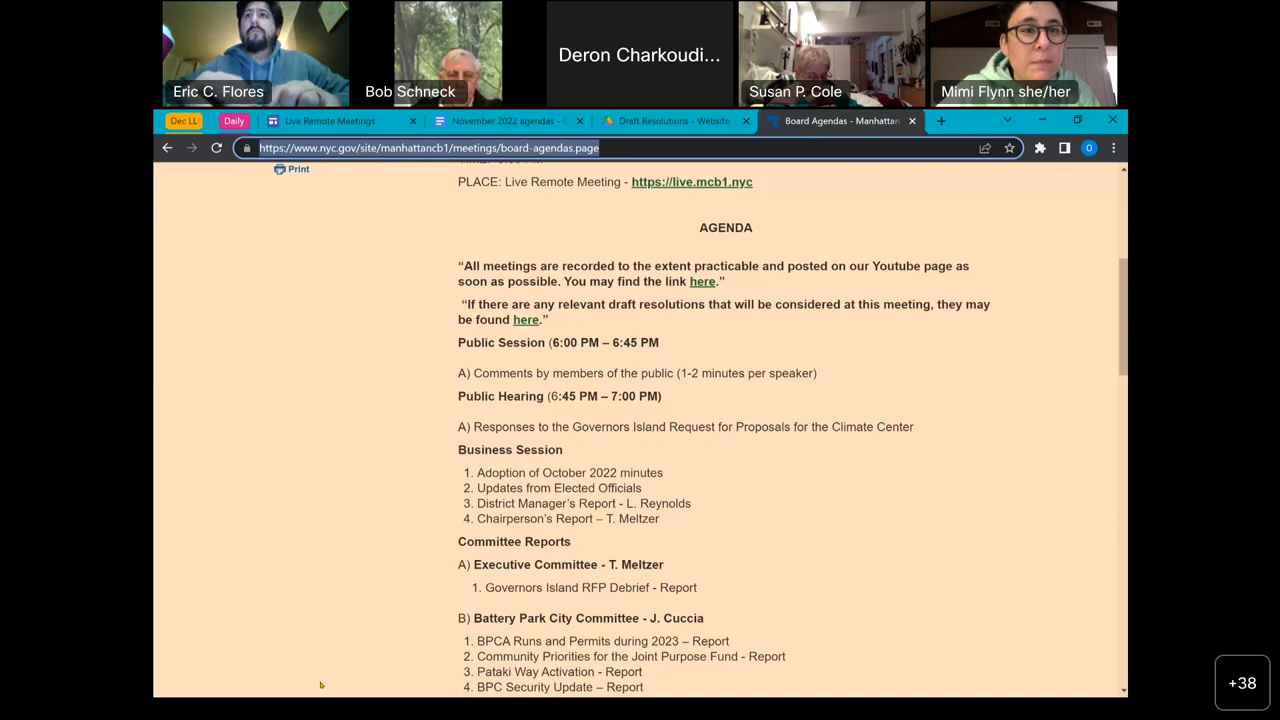 Eric C. Flores
Bob Schneck
Deron Charkoudi...
Susan P. Cole
Mimi Flynn she/her
Dec LL
Daily
Live Remote Meetings
November 2022 agendas - G
Draft Resolutions - Website,
Board Agendas - Manhattan
https://www.nyc.gov/site/manhattancb1/meetings/board-agendas.page
O
Print
PLACE: Live Remote Meeting - https://live.mcb1.nyc
AGENDA
“All meetings are recorded to the extent practicable and posted on our Youtube page as
soon as possible. You may find the link here.”
“If there are any relevant draft resolutions that will be considered at this meeting, they may
be found here.”
Public Session (6:00 PM – 6:45 PM
A) Comments by members of the public (1-2 minutes per speaker)
Public Hearing (6:45 PM – 7:00 PM)
A) Responses to the Governors Island Request for Proposals for the Climate Center
Business Session
1. Adoption of October 2022 minutes
2. Updates from Elected Officials
3. District Manager’s Report - L. Reynolds
4. Chairperson’s Report – T. Meltzer
Committee Reports
A) Executive Committee - T. Meltzer
1. Governors Island RFP Debrief - Report
B) Battery Park City Committee - J. Cuccia
1. BPCA Runs and Permits during 2023 – Report
2. Community Priorities for the Joint Purpose Fund - Report
3. Pataki Way Activation - Report
4. BPC Security Update – Report
+38